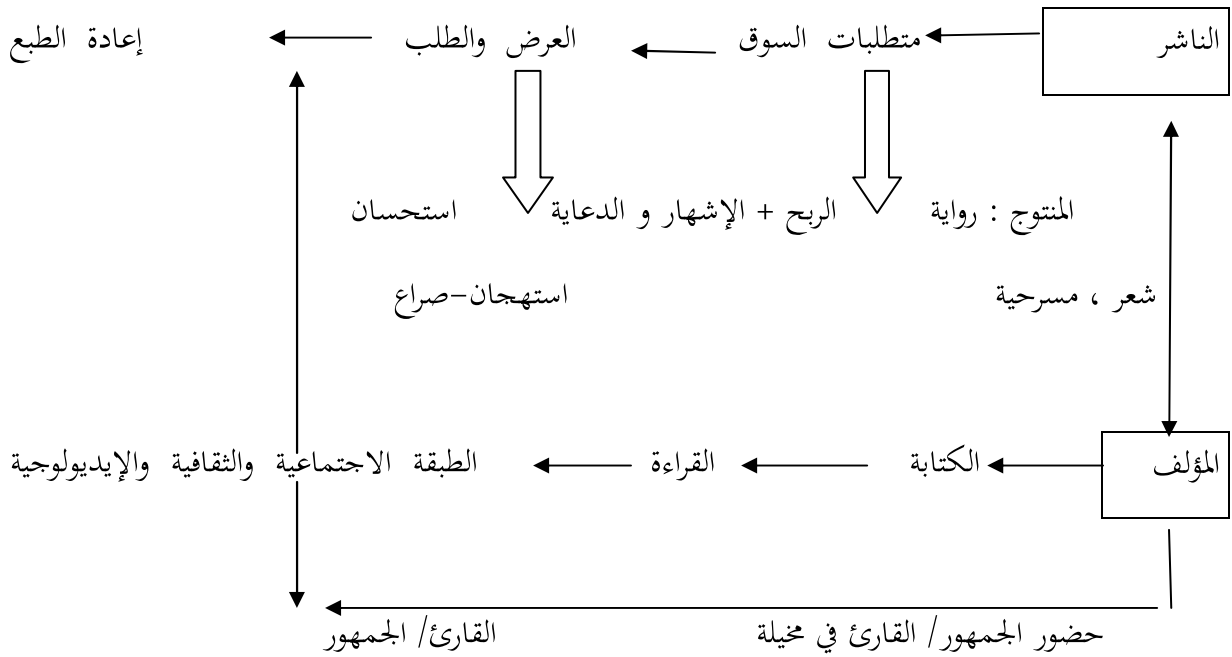 الناشر متطلبات السوق العرض والطلب إعادة الطبع
المنتوج : رواية الربح + الإشهار و الدعاية استحسان
شعر ، مسرحية استهجان-صراع
المؤلف الكتابة القراءة الطبقة الاجتماعية والثقافية والإيديولوجية
حضور الجمهور/ القارئ في مخيلة القارئ/ الجمهور